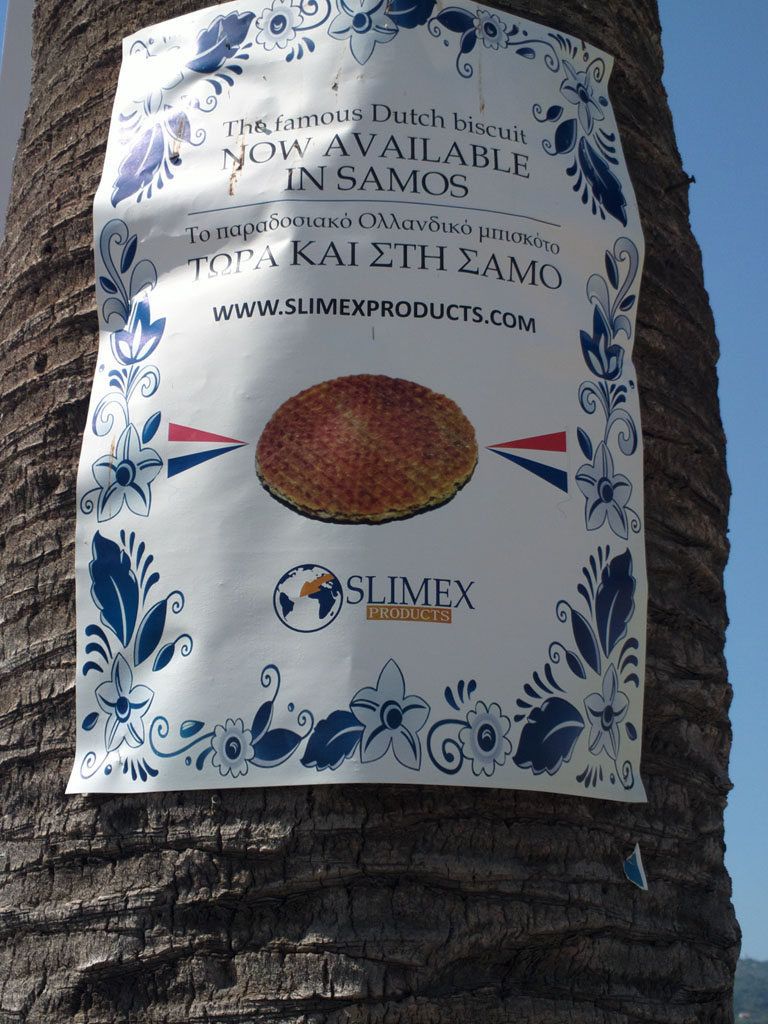 The famous Dutch biscuit
NOW AVAILABLE
IN SAMOS
Το παραδοσιακό Ολλανδικό μπισκότο
ΤΩΡΑ ΚΑΙ ΣΤΗ ΣΑΜΟ
WWW.SLIMEXPRODUCTS.COM
SLIMEX
PRODUCTS